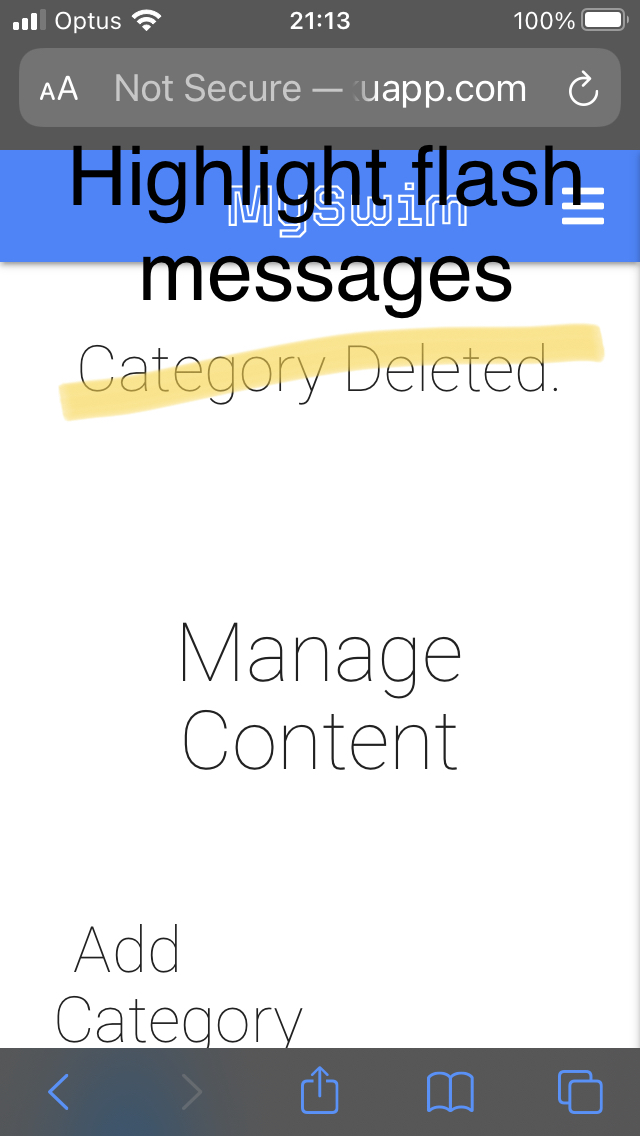 Optus 21:13 100%
AA Not Secure — uapp.com
Highlight flash
MySwim
messages
Category Deleted.
Manage
Content
Add
Category